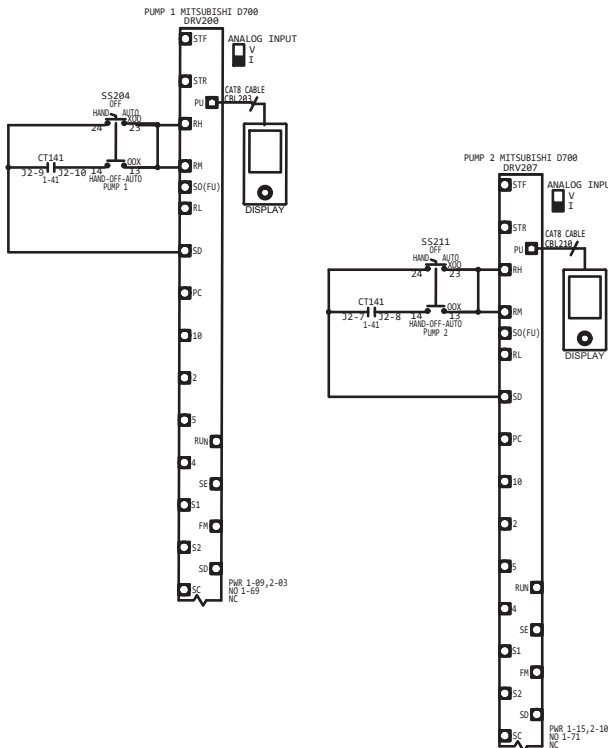 PUMP 1 MITSUBISHI D700
DRV200
STF
ANALOG INPUT
V
I
STR
CAT8 CABLE
CBL203
PU
SS204
OFF
HAND AUTO
XOO
24 23
RH
CT141
J2-9 J2-10
1-41
OOX
14 13
HAND-OFF-AUTO
PUMP 1
RM
SO(FU)
RL
DISPLAY
SD
PC
10
2
5
RUN
4
SE
S1
FM
S2
SD
SC
PWR 1-09,2-03
NO 1-69
NC
PUMP 2 MITSUBISHI D700
DRV207
STF
ANALOG INPU
V
I
STR
CAT8 CABLE
CBL210
PU
SS211
OFF
HAND AUTO
XOO
24 23
RH
CT141
J2-7 J2-8
1-41
OOX
14 13
HAND-OFF-AUTO
PUMP 2
RM
SO(FU)
RL
DISPLAY
SD
PC
10
2
5
RUN
4
SE
S1
FM
S2
SD
SC
PWR 1-15,2-10
NO 1-71
NC